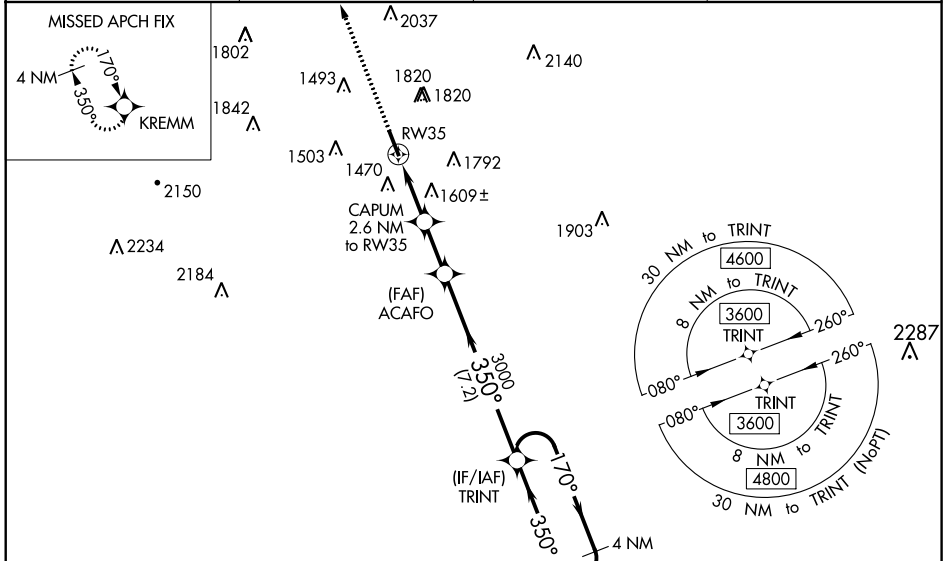 MISSED APCH FIX
4 NM
170°
350°
KREMM
1802
1842
2037
2140
1493
1820
1820
RW35
1503
1470
1792
1609±
2150
CAPUM
2.6 NM
to RW35
1903
2234
2184
(FAF)
ACAFO
3000
350°
(7.2)
(IF/IAF)
TRINT
170°
350°
4 NM
30 NM to TRINT
4600
8 NM to TRINT
3600
TRINT
260°
080°
2287
260°
080°
TRINT
3600
8 NM to TRINT
4800
30 NM to TRINT (NoPT)